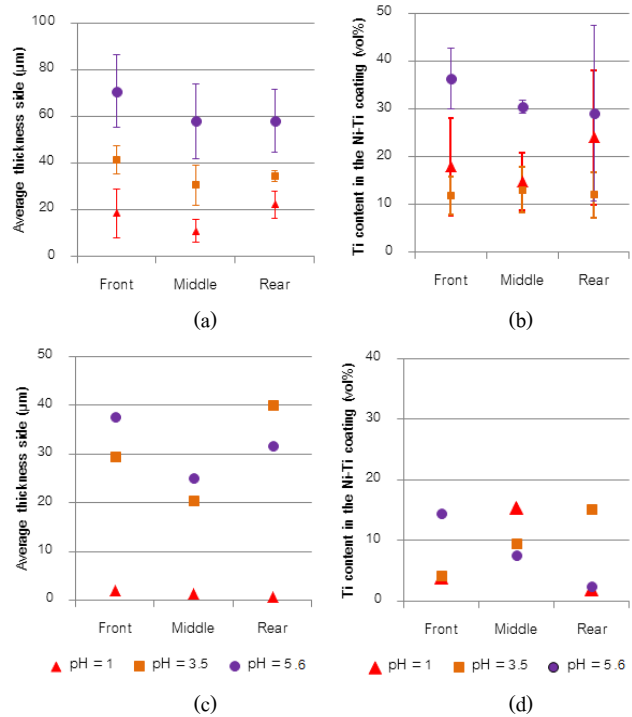 100
80
60
40
20
0
Average thickness side (µm)
Front Middle Rear
(a)
50
40
30
20
10
0
Ti content in the Ni-Ti coating (vol%)
Front Middle Rear
(b)
50
40
30
20
10
0
Average thickness side (µm)
Front Middle Rear
pH = 1 pH = 3.5 pH = 5.6
(c)
40
30
20
10
0
Ti content in the Ni-Ti coating (vol%)
Front Middle Rear
pH = 1 pH = 3.5 pH = 5.6
(d)